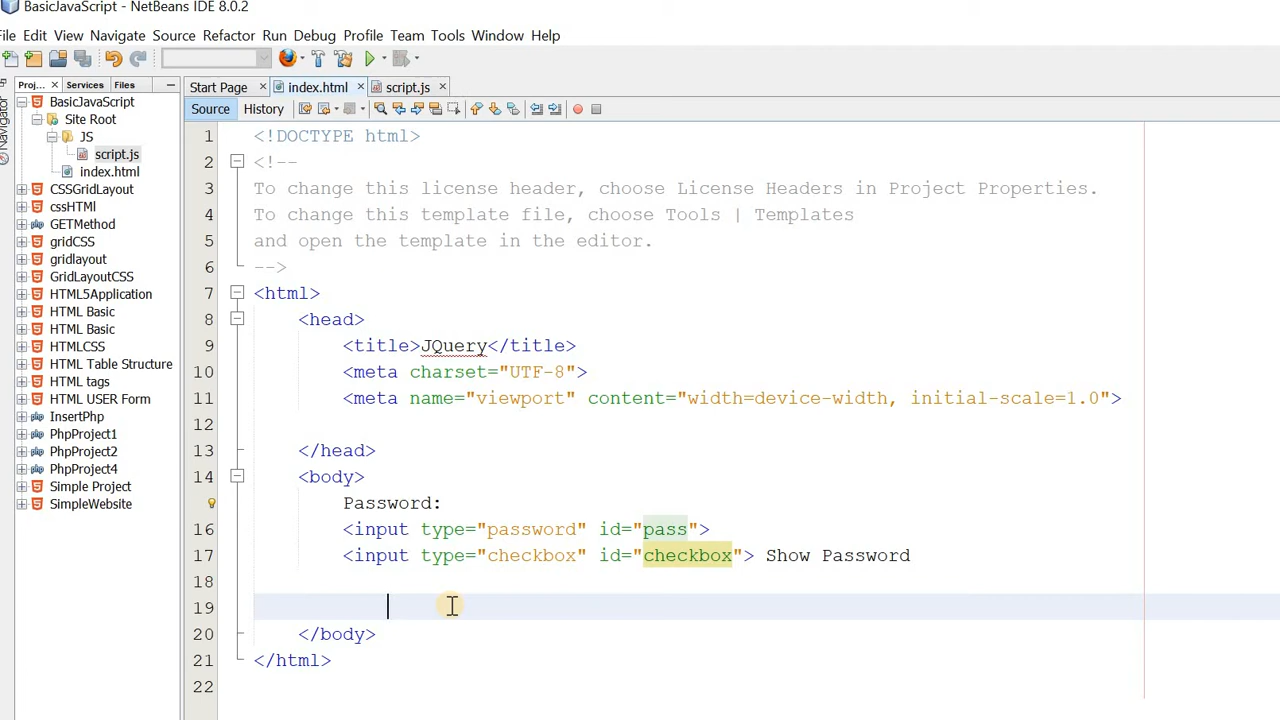 BasicJavaScript - NetBeans IDE 8.0.2
File Edit View Navigate Source Refactor Run Debug Profile Team Tools Window Help
Proj... Services Files
Start Page index.html script.js
Source History
Navigator
BasicJavaScript
Site Root
JS
script.js
index.html
CSSGridLayout
cssHTMl
GETMethod
gridCSS
gridlayout
GridLayoutCSS
HTML5Application
HTML Basic
HTML Basic
HTMLCSS
HTML Table Structure
HTML tags
HTML USER Form
InsertPhp
PhpProject1
PhpProject2
PhpProject4
Simple Project
SimpleWebsite
1 <!DOCTYPE html>
2 <!--
3 To change this license header, choose License Headers in Project Properties.
4 To change this template file, choose Tools | Templates
5 and open the template in the editor.
6 -->
7 <html>
8 <head>
9 <title>JQuery</title>
10 <meta charset="UTF-8">
11 <meta name="viewport" content="width=device-width, initial-scale=1.0">
12
13 </head>
14 <body>
Password:
16 <input type="password" id="pass">
17 <input type="checkbox" id="checkbox"> Show Password
18
19
20 </body>
21 </html>
22